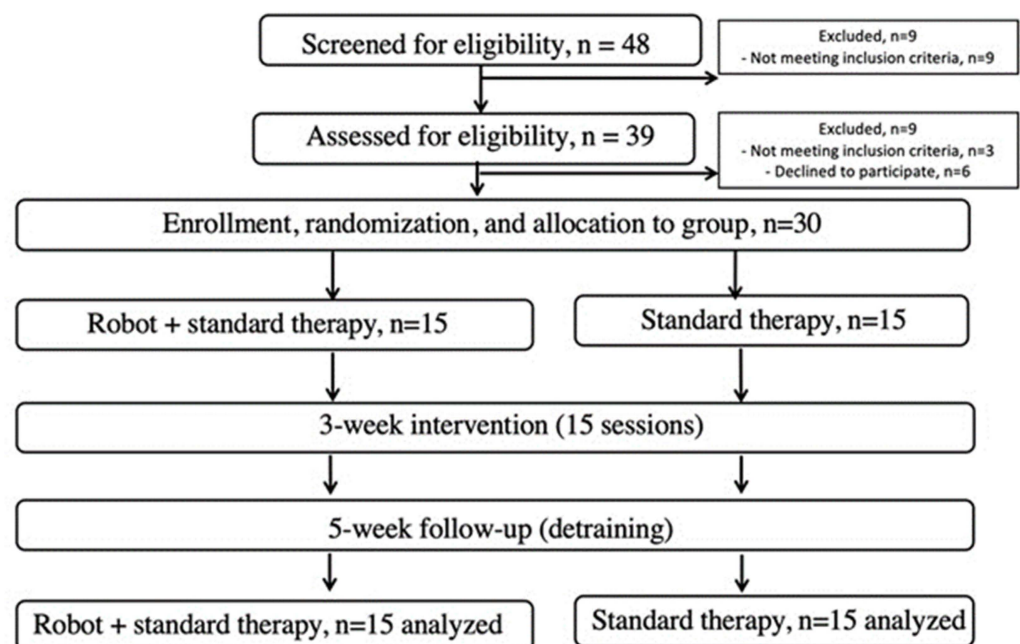 Screened for eligibility, n = 48
Excluded, n=9
- Not meeting inclusion criteria, n=9
Assessed for eligibility, n = 39
Excluded, n=9
- Not meeting inclusion criteria, n=3
- Declined to participate, n=6
Enrollment, randomization, and allocation to group, n=30
Robot + standard therapy, n=15
Standard therapy, n=15
3-week intervention (15 sessions)
5-week follow-up (detraining)
Robot + standard therapy, n=15 analyzed
Standard therapy, n=15 analyzed